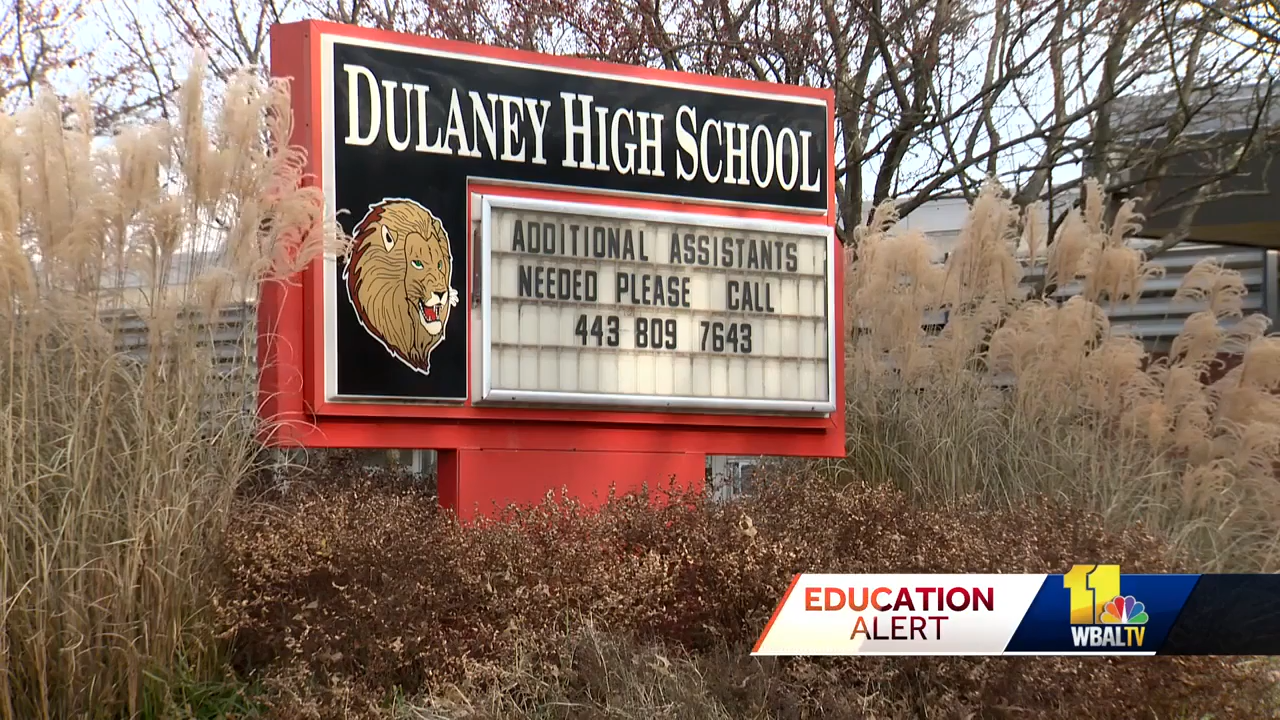 DULANEY HIGH SCHOOL
ADDITIONAL ASSISTANTS
NEEDED PLEASE CALL
443 809 7643
EDUCATION
ALERT
11
WBALTV